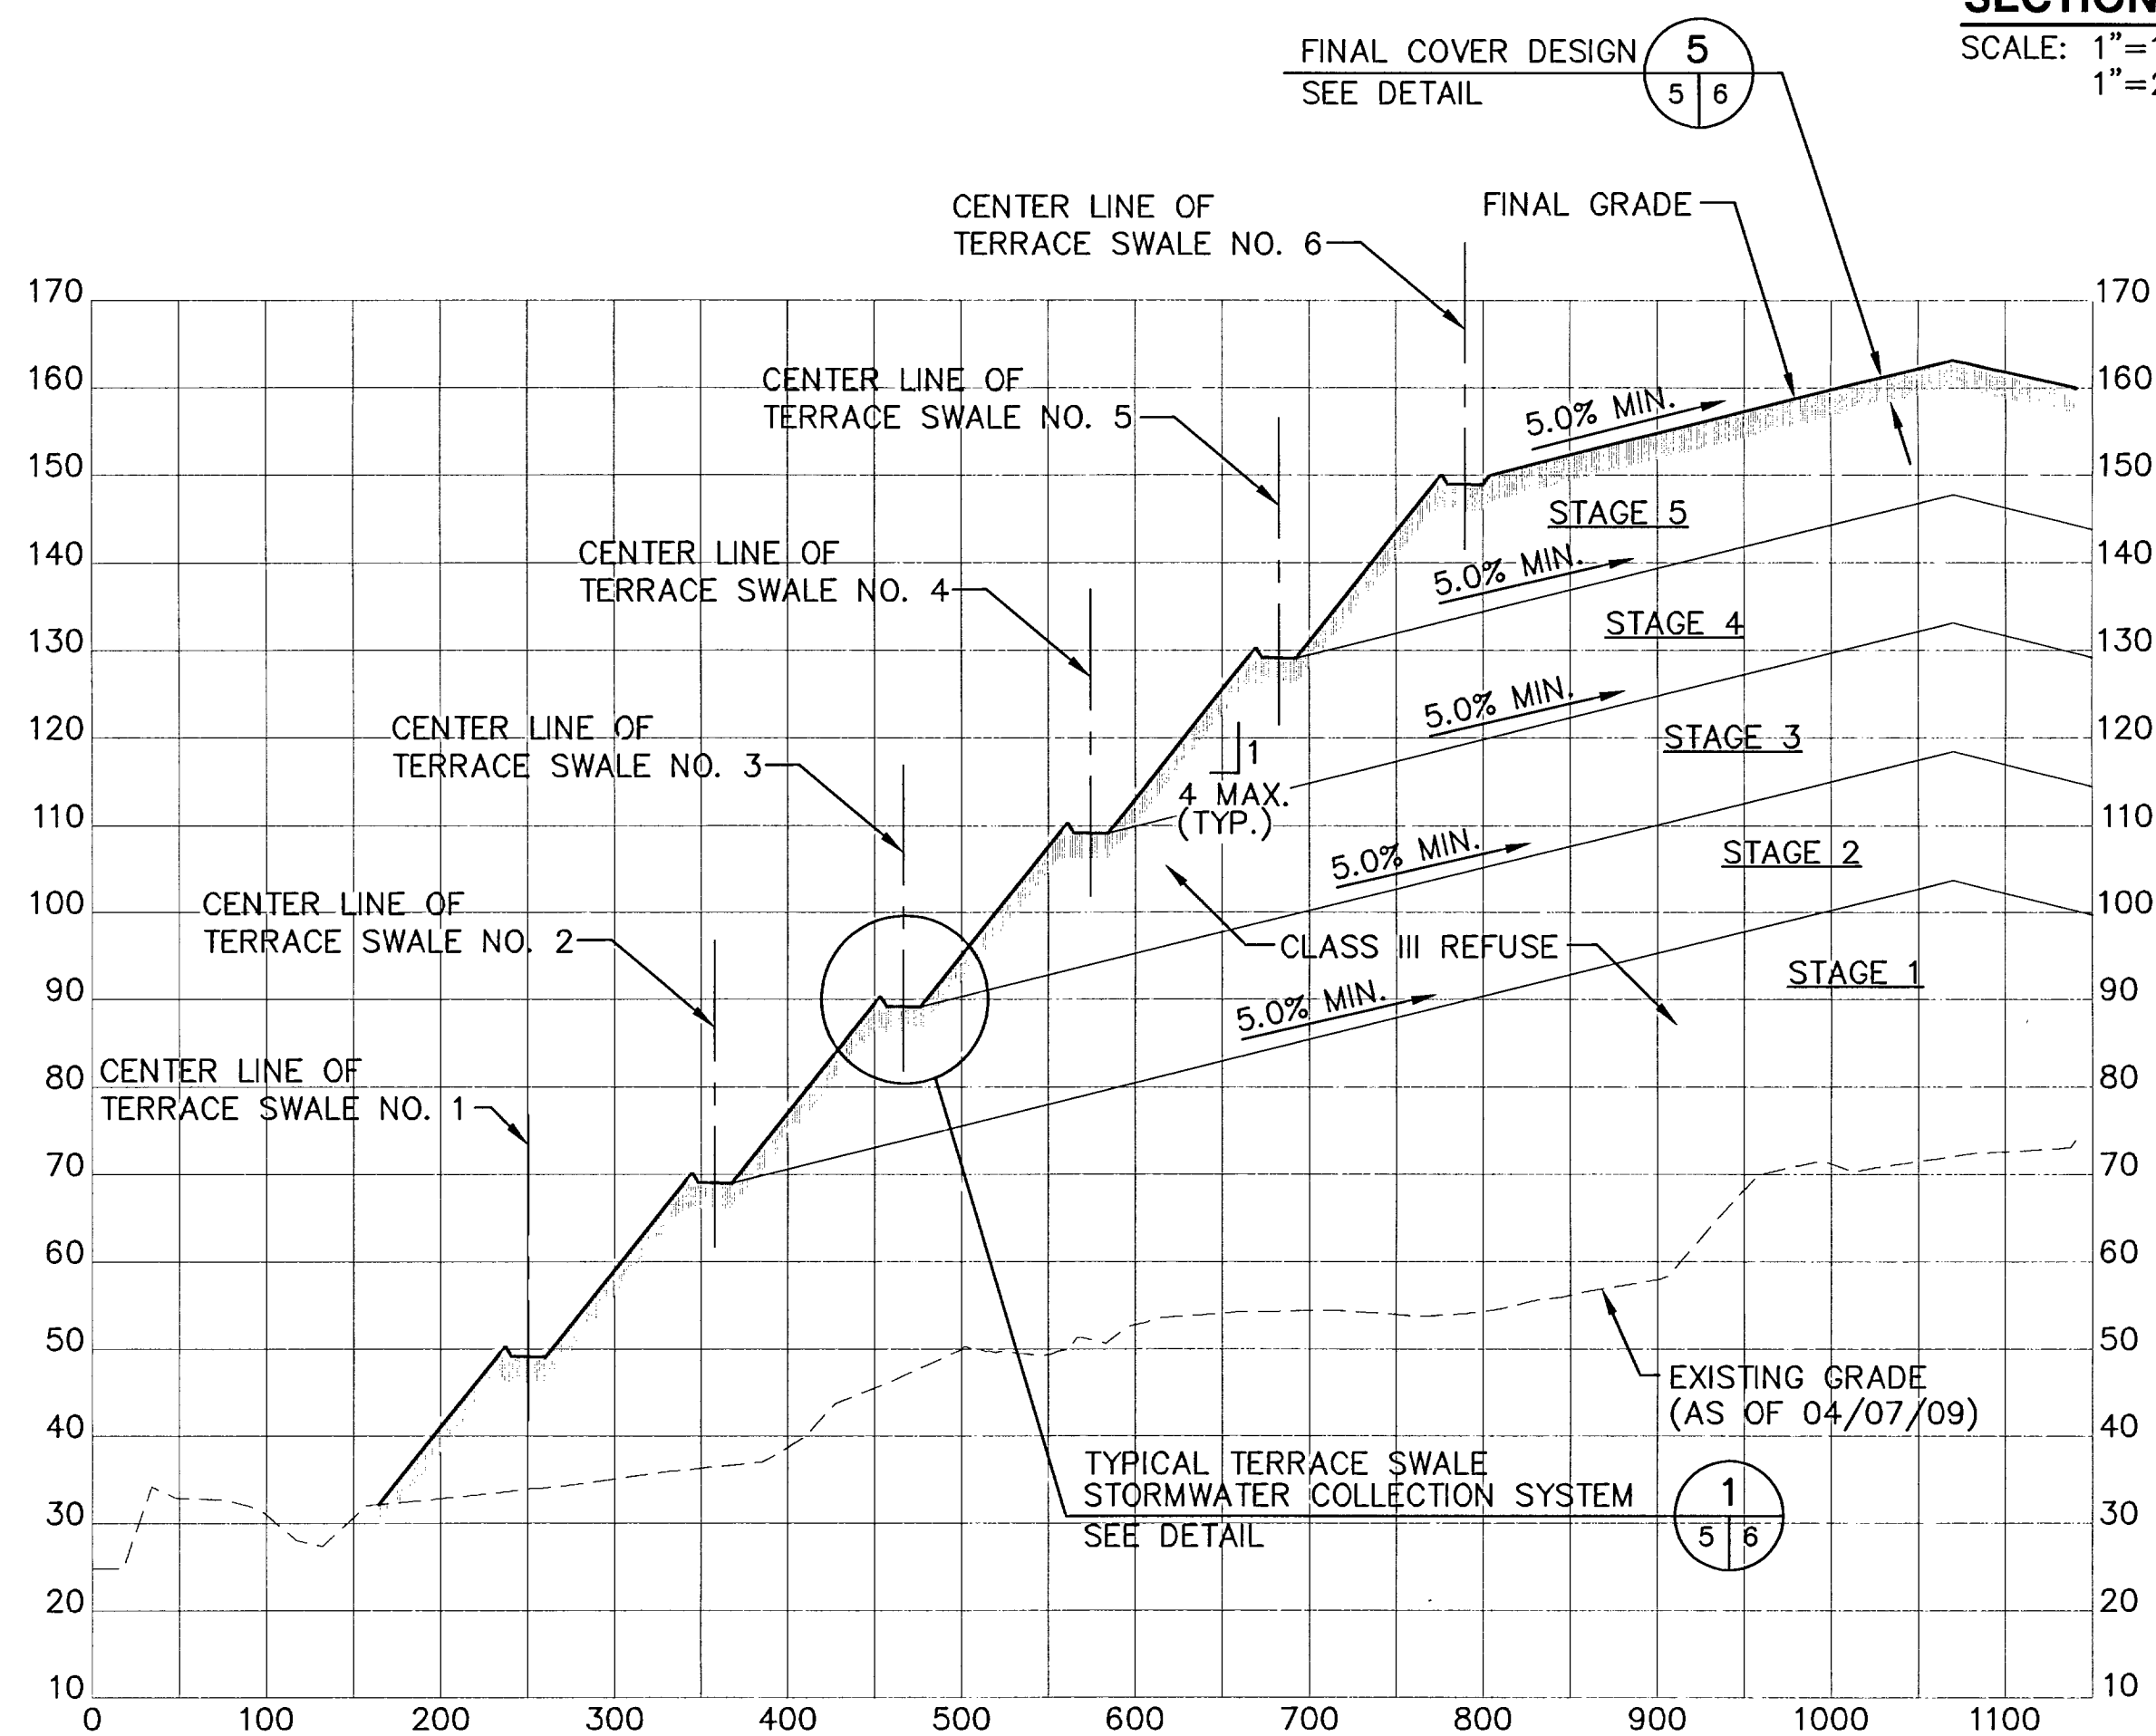 SECTION
SCALE: 1"=1
1"=2
FINAL COVER DESIGN
SEE DETAIL
5
5 6
CENTER LINE OF
TERRACE SWALE NO. 6
FINAL GRADE
CENTER LINE OF
TERRACE SWALE NO. 5
CENTER LINE OF
TERRACE SWALE NO. 4
CENTER LINE OF
TERRACE SWALE NO. 3
CENTER LINE OF
TERRACE SWALE NO. 2
CENTER LINE OF
TERRACE SWALE NO. 1
5.0% MIN.
STAGE 5
5.0% MIN.
STAGE 4
5.0% MIN.
STAGE 3
1
4 MAX.
(TYP.)
5.0% MIN.
STAGE 2
CLASS III REFUSE
STAGE 1
5.0% MIN.
EXISTING GRADE
(AS OF 04/07/09)
TYPICAL TERRACE SWALE
STORMWATER COLLECTION SYSTEM
SEE DETAIL
1
5 6
170 170
160 160
150 150
140 140
130 130
120 120
110 110
100 100
90 90
80 80
70 70
60 60
50 50
40 40
30 30
20 20
10 10
0 100 200 300 400 500 600 700 800 900 1000 1100